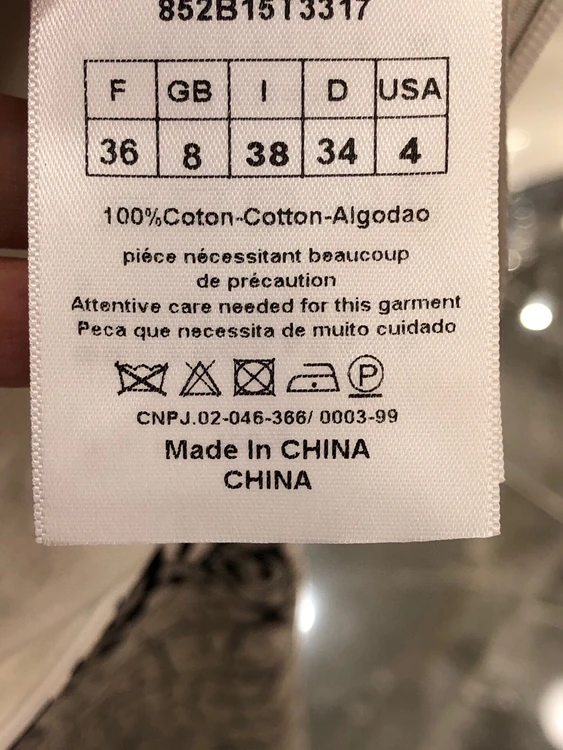 852B15T3317
F GB I D USA
36 8 38 34 4
100%Coton-Cotton-Algodao
piéce nécessitant beaucoup
de précaution
Attentive care needed for this garment
Peca que necessita de muito cuidado
P
CNPJ.02-046-366/ 0003-99
Made In CHINA
CHINA